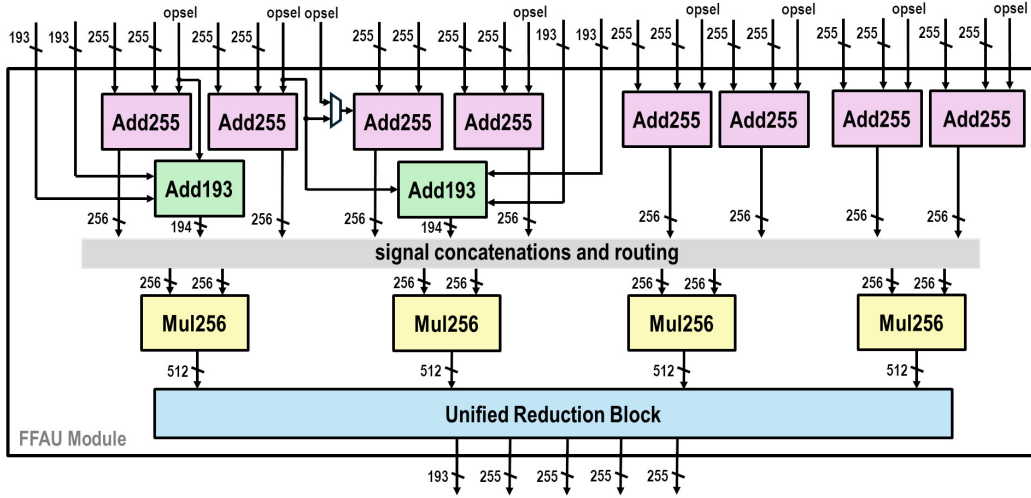 opsel opsel opsel opsel opsel opsel opsel opsel
193 193 255 255 255 255 255 255 255 255 193 193 255 255 255 255 255 255 255 255
Add255 Add255 Add255 Add255 Add255 Add255 Add255 Add255
Add193 Add193
256 194 256 256 194 256 256 256 256 256
signal concatenations and routing
256 256 256 256 256 256 256 256
Mul256 Mul256 Mul256 Mul256
512 512 512 512
Unified Reduction Block
FFAU Module
193 255 255 255 255